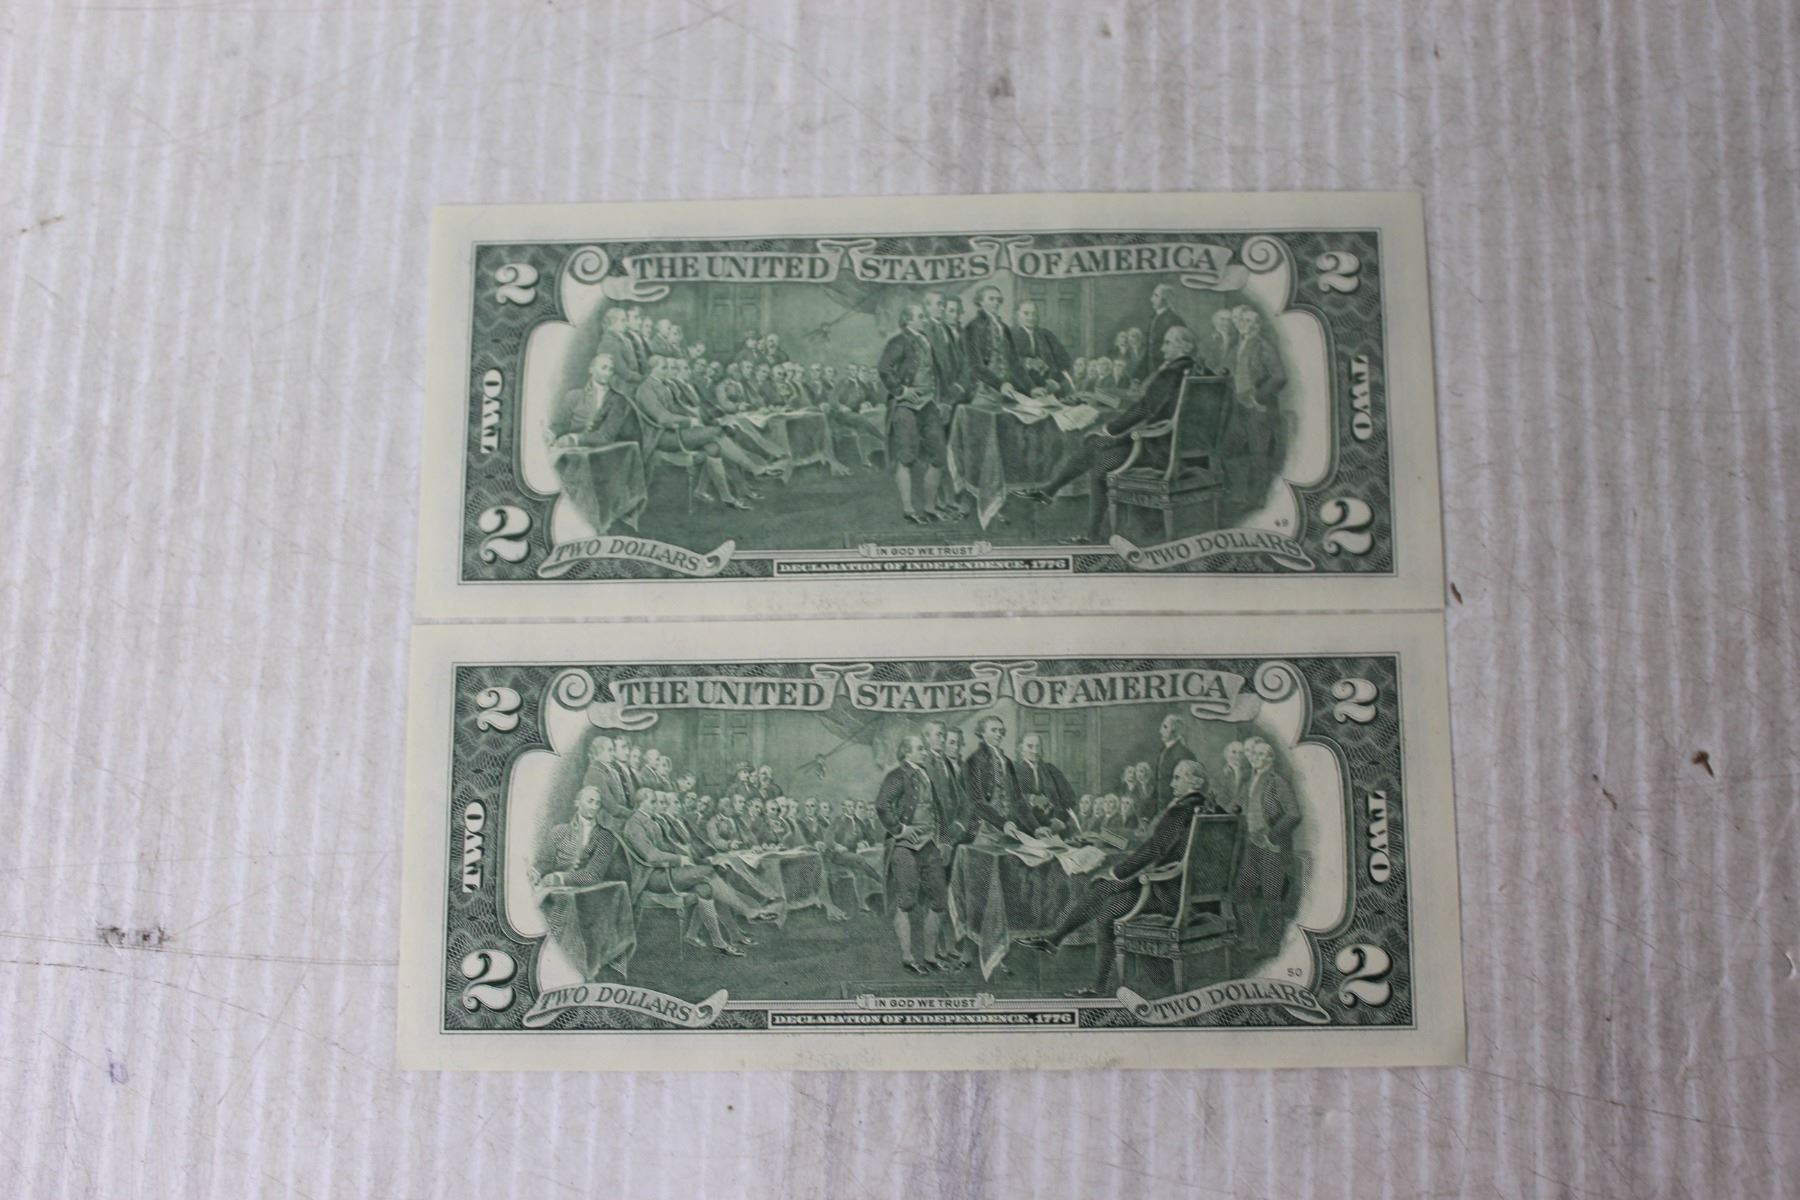 2 THE UNITED STATES OF AMERICA 2
TWO TWO
49
2 TWO DOLLARS IN GOD WE TRUST TWO DOLLARS 2
DECLARATION OF INDEPENDENCE, 1776
2 THE UNITED STATES OF AMERICA 2
TWO TWO
50
2 TWO DOLLARS IN GOD WE TRUST TWO DOLLARS 2
DECLARATION OF INDEPENDENCE, 1776